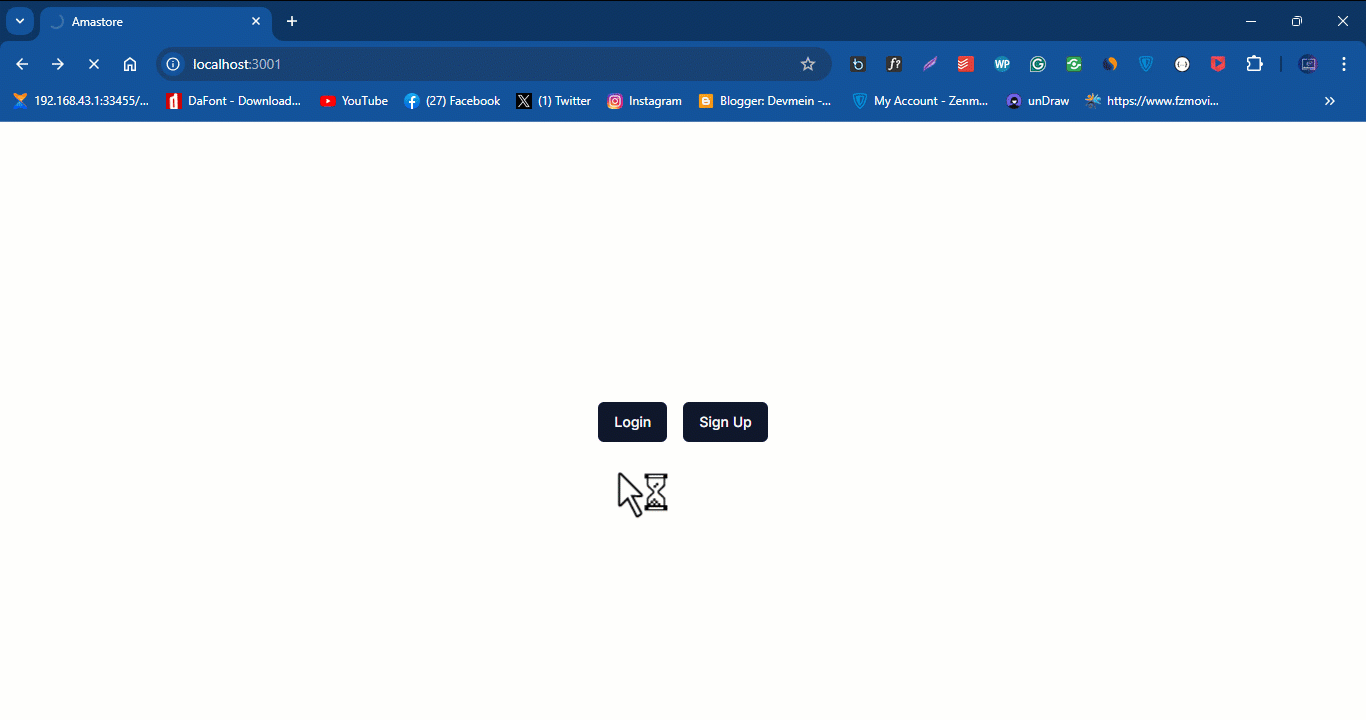 Amastore
localhost:3001
f?
WP
192.168.43.1:33455/...
DaFont - Download...
YouTube
(27) Facebook
(1) Twitter
Instagram
Blogger: Devmein -...
My Account - Zenm...
unDraw
https://www.fzmovi...
Login
Sign Up